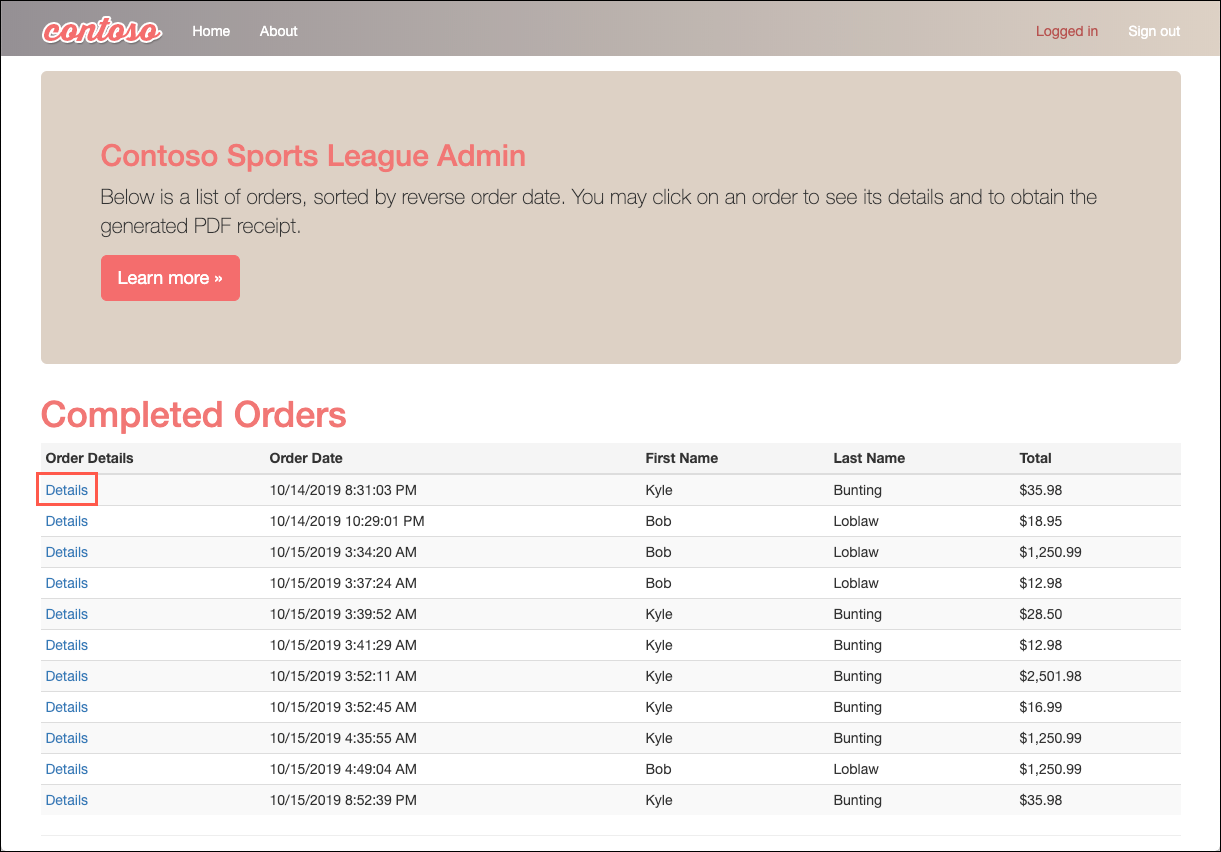 contoso Home About Logged in Sign out
Contoso Sports League Admin
Below is a list of orders, sorted by reverse order date. You may click on an order to see its details and to obtain the
generated PDF receipt.
Learn more »
Completed Orders
Order Details Order Date First Name Last Name Total
Details 10/14/2019 8:31:03 PM Kyle Bunting $35.98
Details 10/14/2019 10:29:01 PM Bob Loblaw $18.95
Details 10/15/2019 3:34:20 AM Bob Loblaw $1,250.99
Details 10/15/2019 3:37:24 AM Bob Loblaw $12.98
Details 10/15/2019 3:39:52 AM Kyle Bunting $28.50
Details 10/15/2019 3:41:29 AM Kyle Bunting $12.98
Details 10/15/2019 3:52:11 AM Kyle Bunting $2,501.98
Details 10/15/2019 3:52:45 AM Kyle Bunting $16.99
Details 10/15/2019 4:35:55 AM Kyle Bunting $1,250.99
Details 10/15/2019 4:49:04 AM Bob Loblaw $1,250.99
Details 10/15/2019 8:52:39 PM Kyle Bunting $35.98